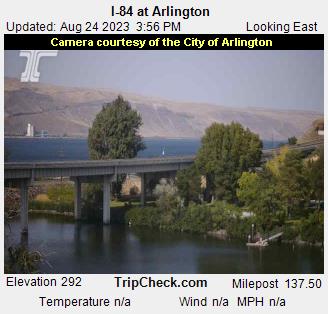 I-84 at Arlington
Updated: Aug 24 2023 3:56 PM Looking East
Camera courtesy of the City of Arlington
Elevation 292 TripCheck.com Milepost 137.50
Temperature n/a Wind n/a MPH n/a